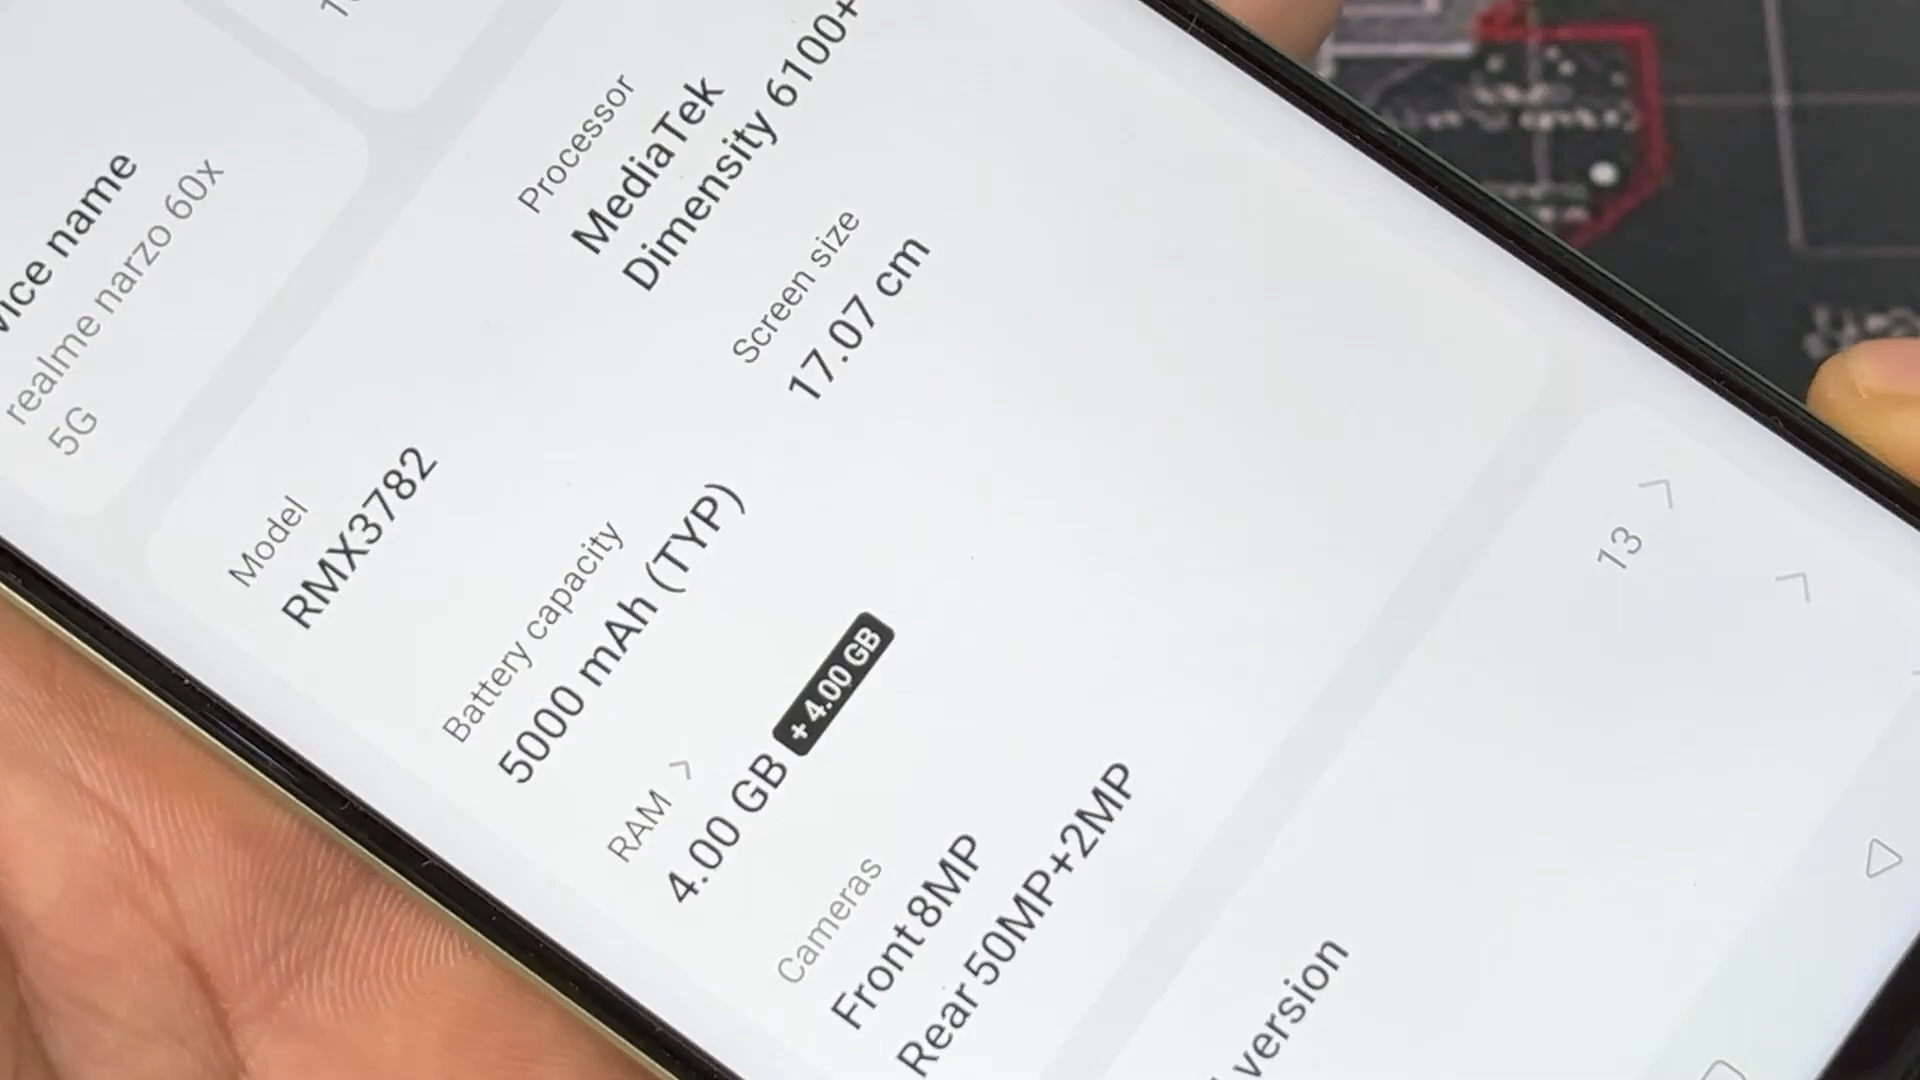 Device name
realme narzo 60x
5G
Model
RMX3782
Processor
MediaTek
Dimensity 6100+
Battery capacity
5000 mAh (TYP)
Screen size
17.07 cm
RAM >
4.00 GB + 4.00 GB
Cameras
Front 8MP
Rear 50MP+2MP
version
13 >